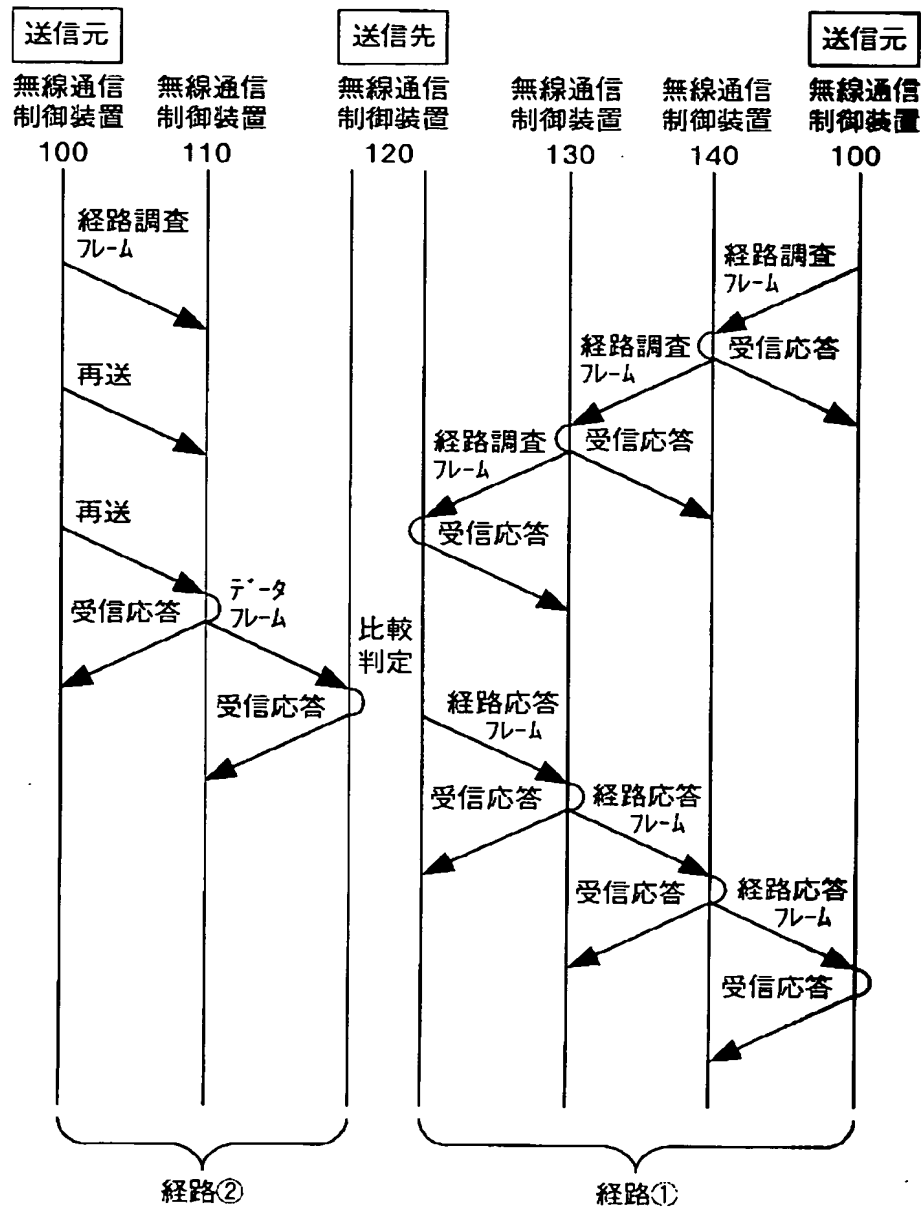 送信元
送信先
送信元
無線通信
制御装置
100
無線通信
制御装置
110
無線通信
制御装置
120
無線通信
制御装置
130
無線通信
制御装置
140
無線通信
制御装置
100
経路調査
フレーム
経路調査
フレーム
受信応答
経路調査
フレーム
再送
受信応答
経路調査
フレーム
再送
受信応答
データ
フレーム
受信応答
比較
判定
受信応答
経路応答
フレーム
受信応答
経路応答
フレーム
受信応答
経路応答
フレーム
受信応答
経路②
経路①